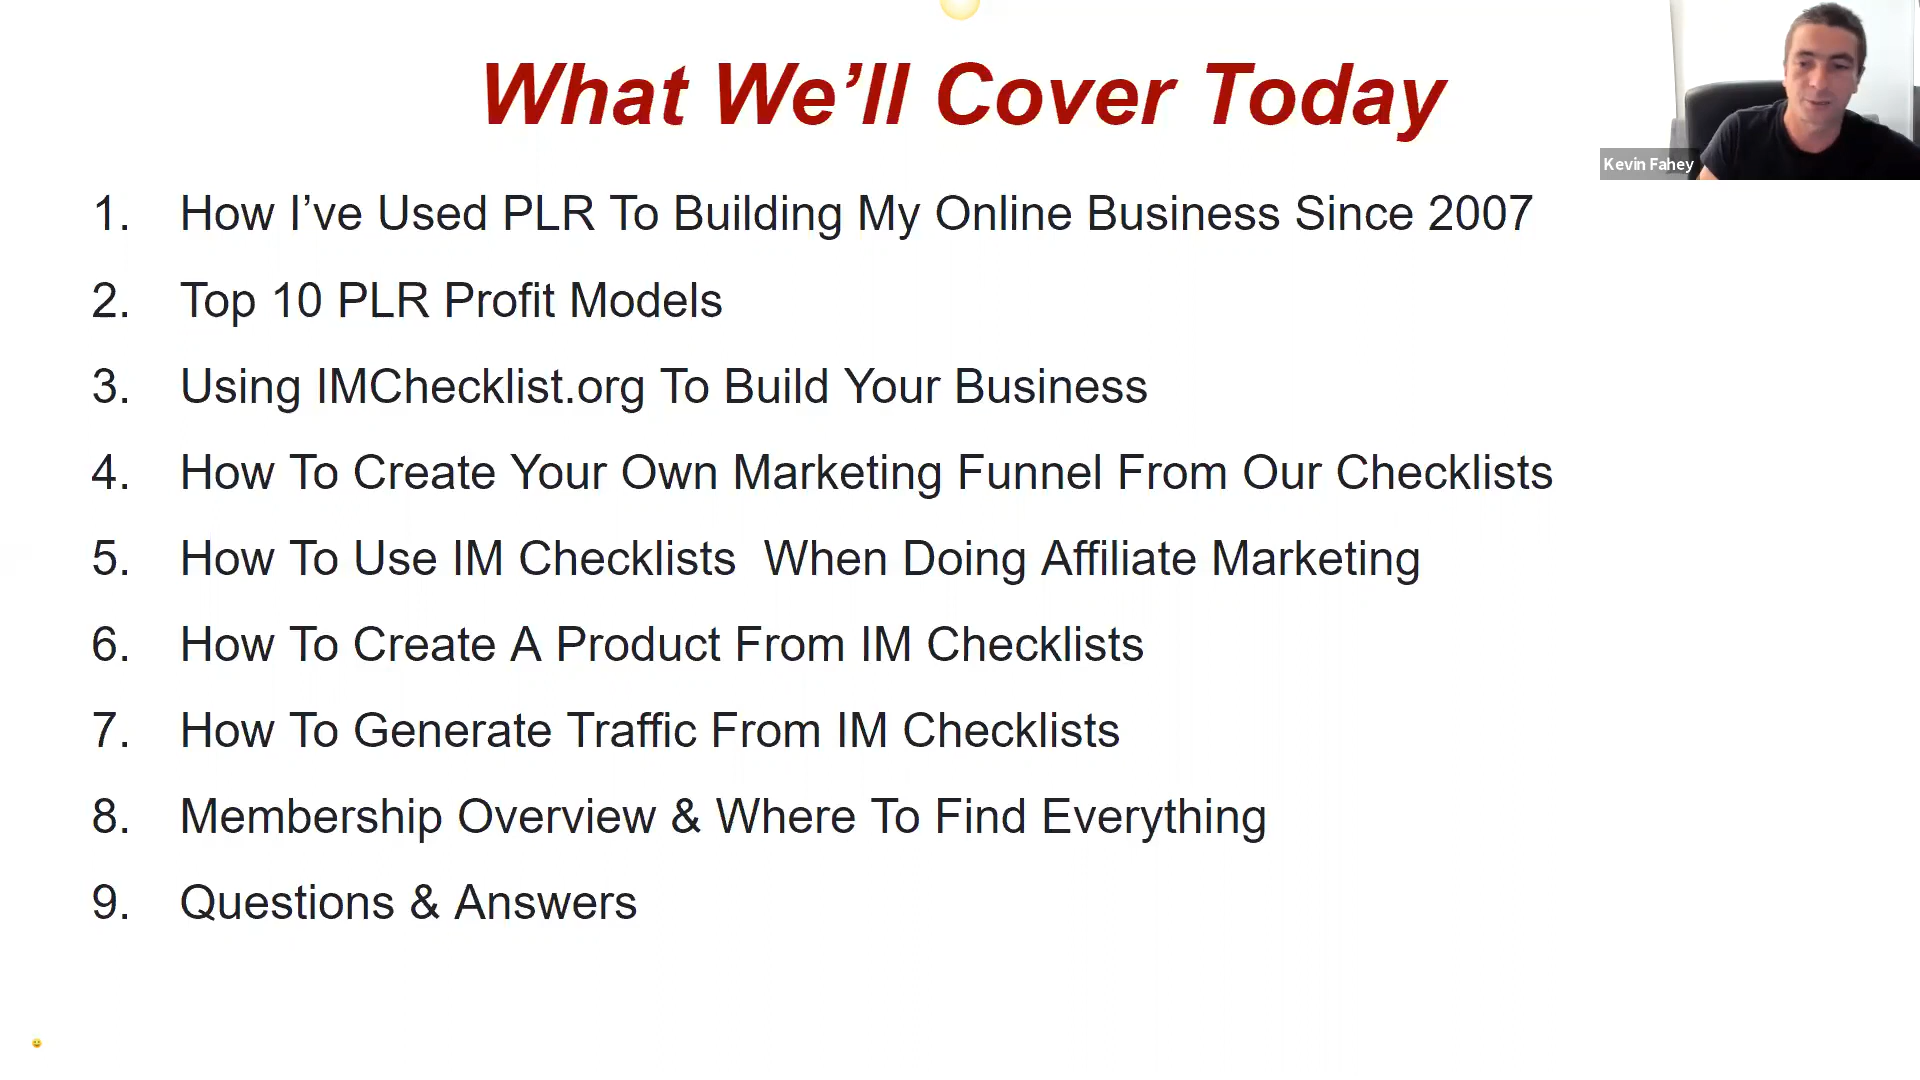 What We’ll Cover Today
Kevin Fahey
1. How I’ve Used PLR To Building My Online Business Since 2007
2. Top 10 PLR Profit Models
3. Using IMChecklist.org To Build Your Business
4. How To Create Your Own Marketing Funnel From Our Checklists
5. How To Use IM Checklists  When Doing Affiliate Marketing
6. How To Create A Product From IM Checklists
7. How To Generate Traffic From IM Checklists
8. Membership Overview & Where To Find Everything
9. Questions & Answers